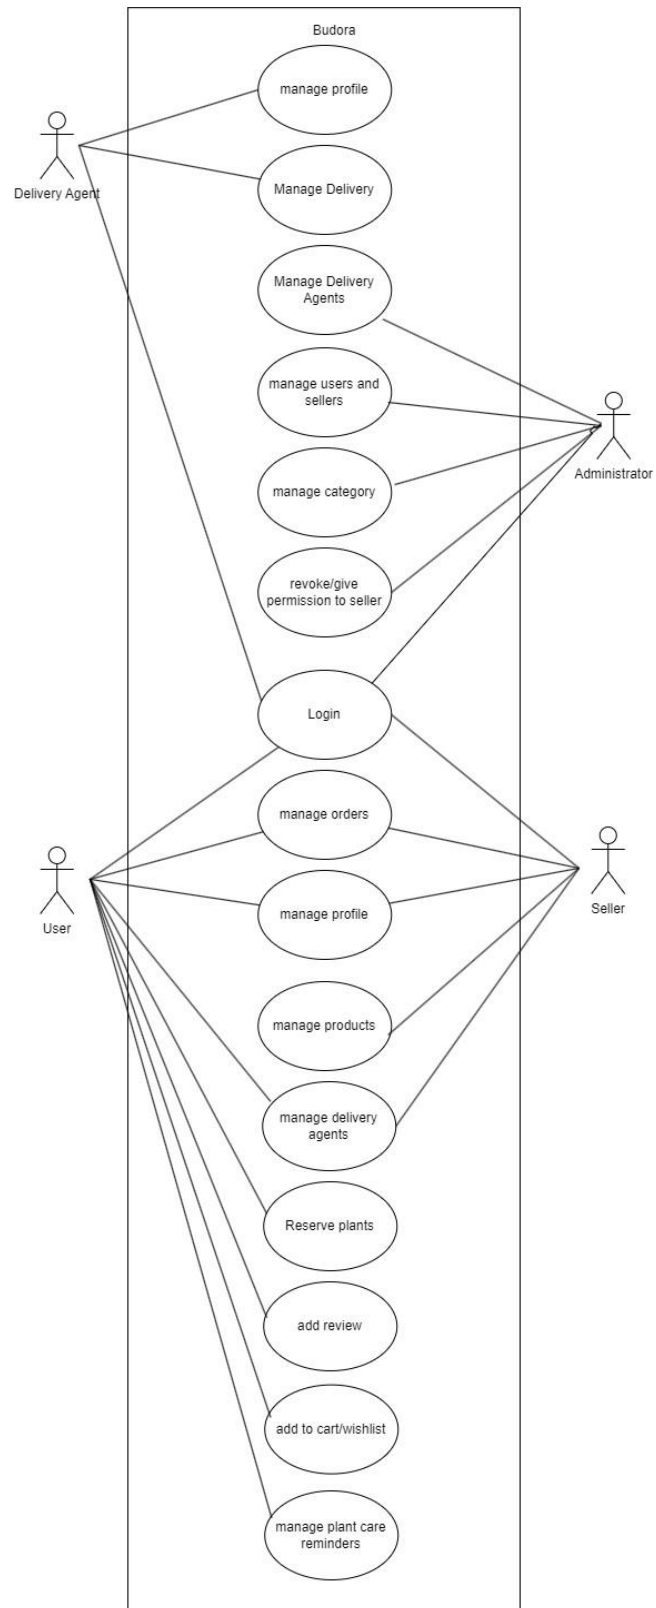 Budora
manage profile
Delivery Agent
Manage Delivery
Manage Delivery
Agents
manage users and
sellers
Administrator
manage category
revoke/give
permission to seller
Login
manage orders
User
Seller
manage profile
manage products
manage delivery
agents
Reserve plants
add review
add to cart/wishlist
manage plant care
reminders